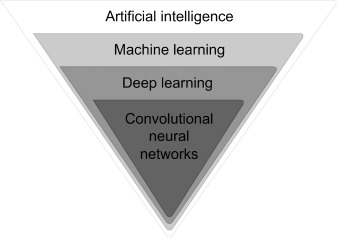 Artificial intelligence
Machine learning
Deep learning
Convolutional
neural
networks